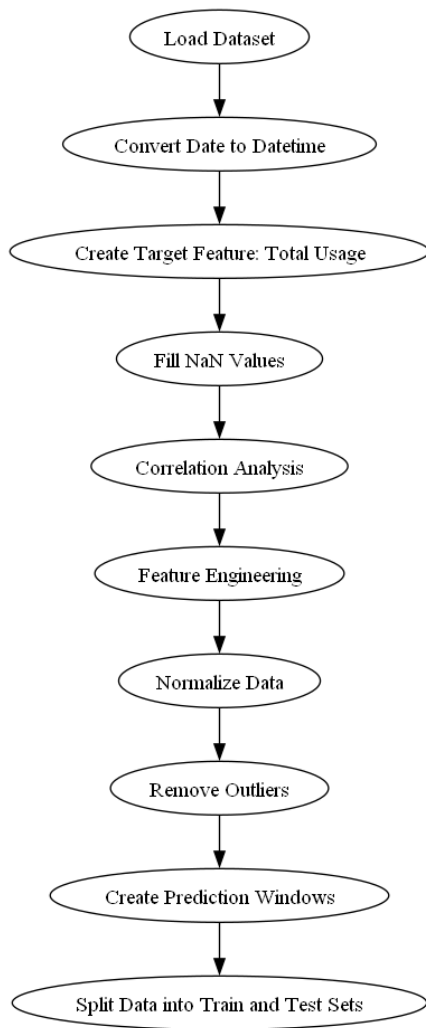 Load Dataset
Convert Date to Datetime
Create Target Feature: Total Usage
Fill NaN Values
Correlation Analysis
Feature Engineering
Normalize Data
Remove Outliers
Create Prediction Windows
Split Data into Train and Test Sets